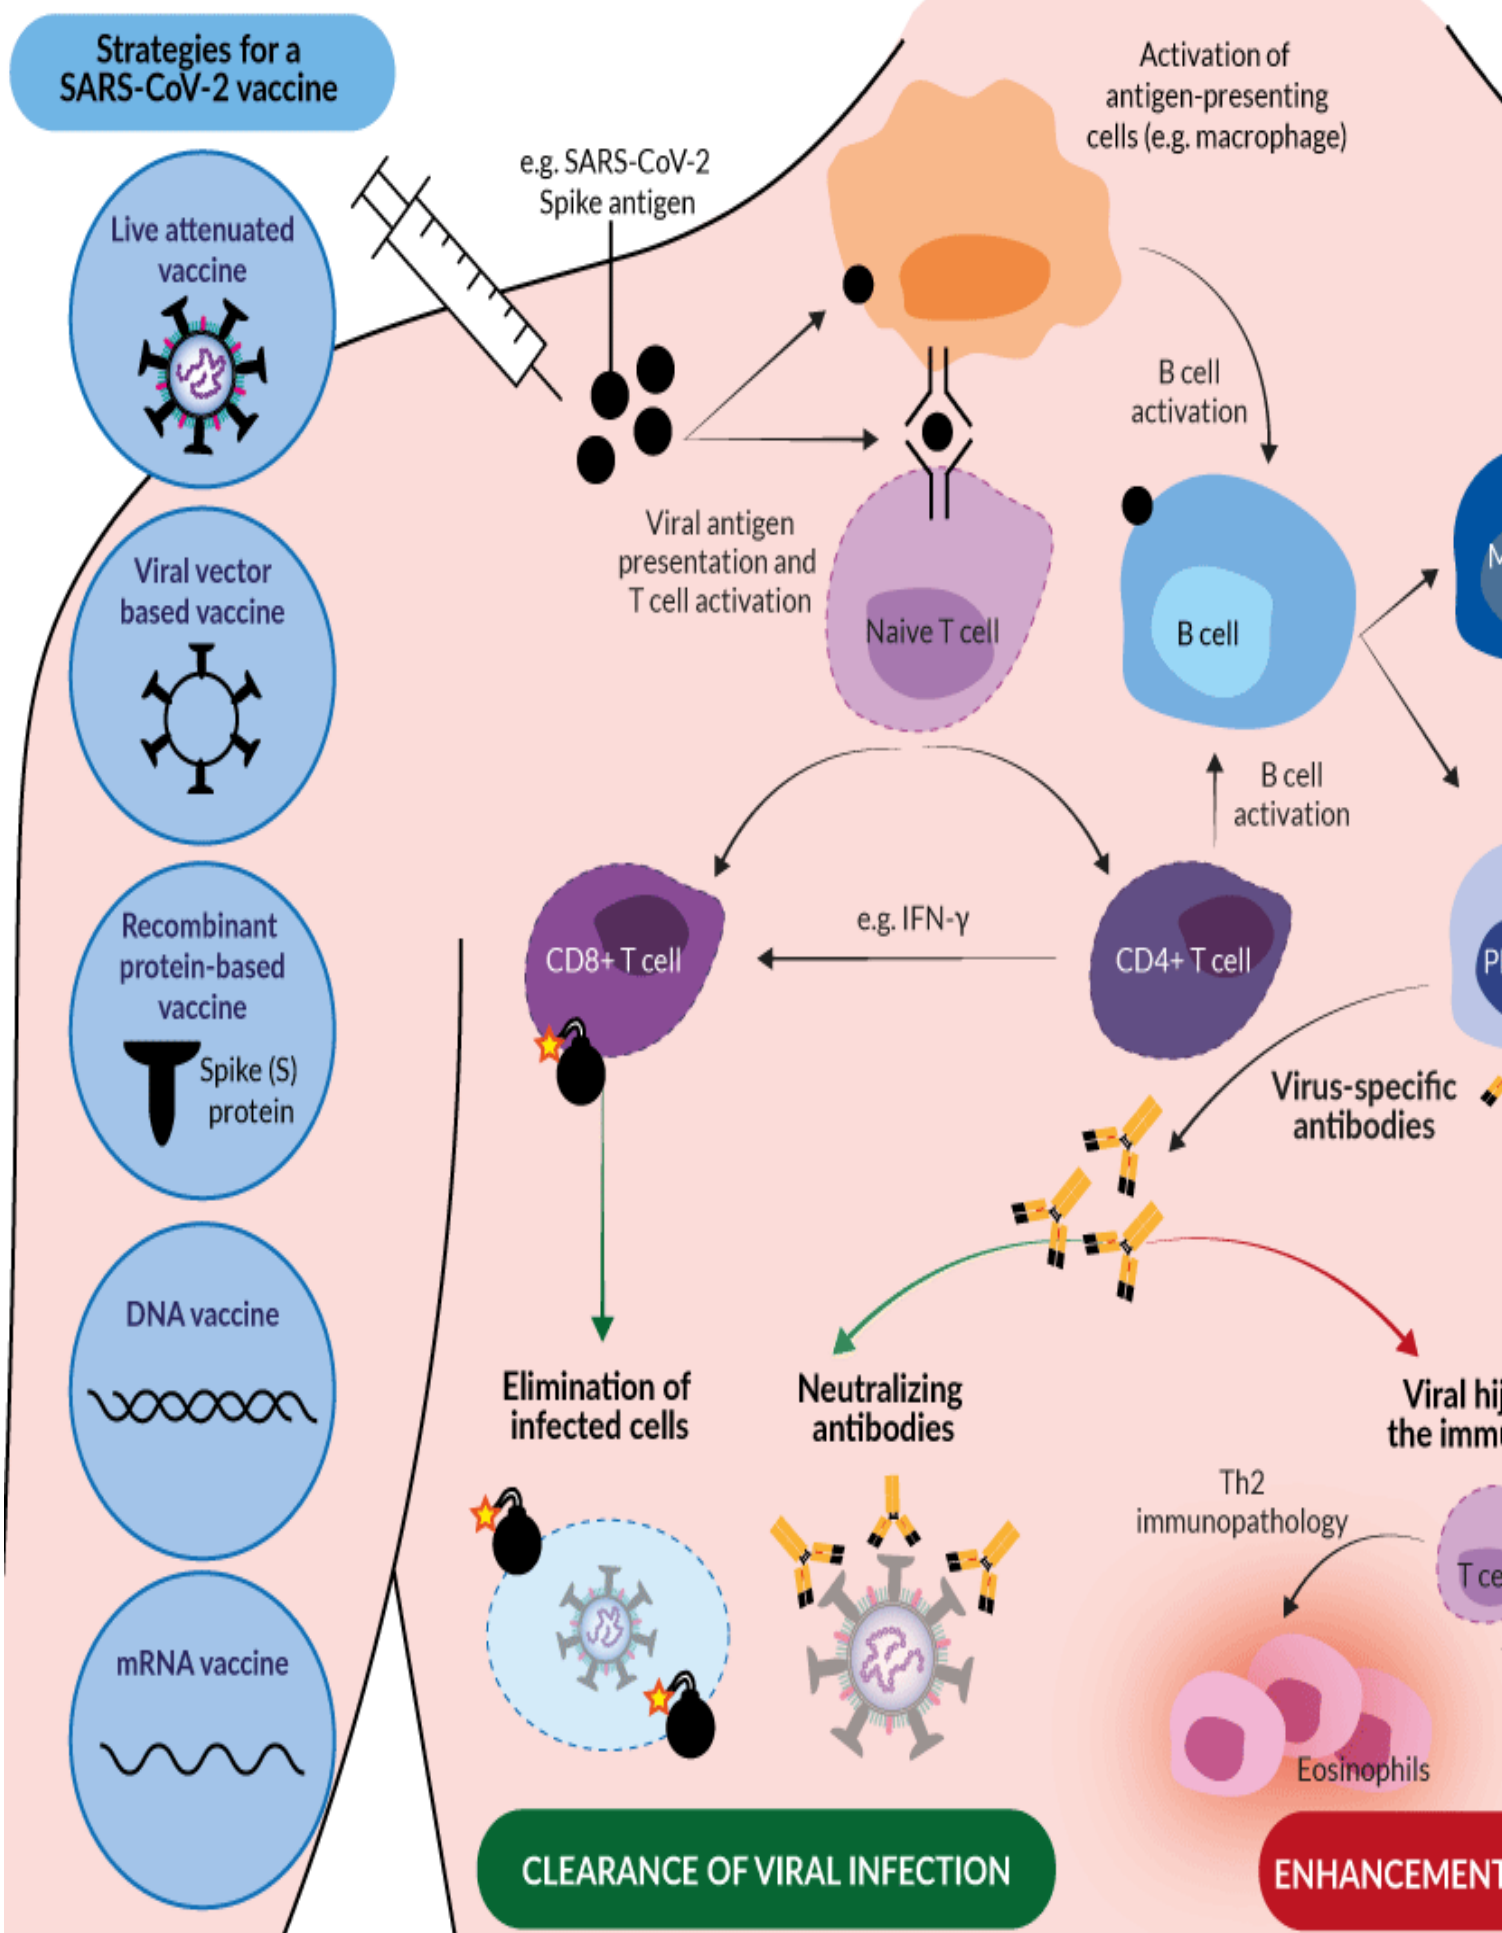 Strategies for a
SARS-CoV-2 vaccine
Live attenuated
vaccine
Viral vector
based vaccine
Recombinant
protein-based
vaccine
Spike (S)
protein
DNA vaccine
mRNA vaccine
e.g. SARS-CoV-2
Spike antigen
Activation of
antigen-presenting
cells (e.g. macrophage)
B cell
activation
Viral antigen
presentation and
T cell activation
Naive T cell
B cell
B cell
activation
CD8+ T cell
e.g. IFN-γ
CD4+ T cell
Virus-specific
antibodies
Elimination of
infected cells
Neutralizing
antibodies
Viral
the
Th2
immunopathology
Eosinophils
T
CLEARANCE OF VIRAL INFECTION
ENHANCEMENT